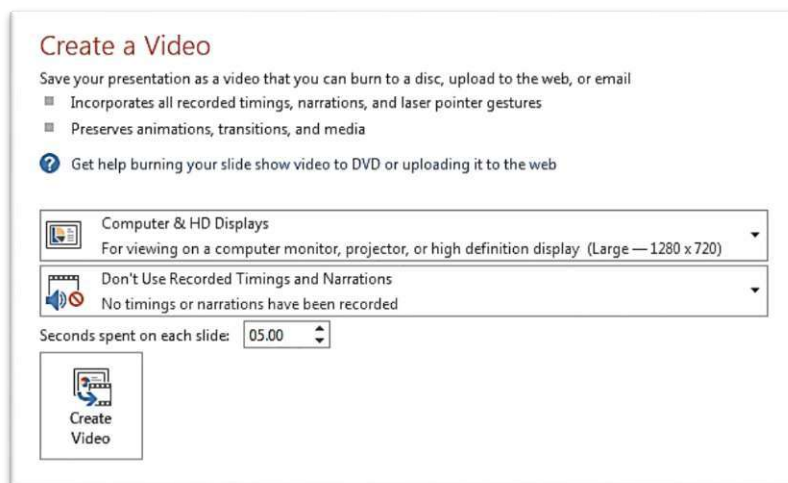 Create a Video
Save your presentation as a video that you can burn to a disc, upload to the web, or email
Incorporates all recorded timings, narrations, and laser pointer gestures
Preserves animations, transitions, and media
? Get help burning your slide show video to DVD or uploading it to the web
Computer & HD Displays
For viewing on a computer monitor, projector, or high definition display (Large — 1280 x 720)
Don't Use Recorded Timings and Narrations
No timings or narrations have been recorded
Seconds spent on each slide: 05.00
Create
Video